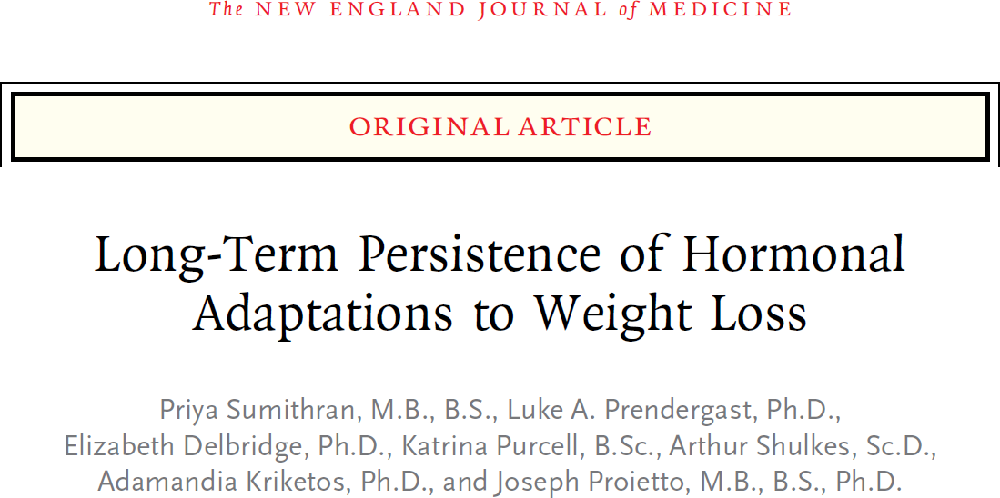 The NEW ENGLAND JOURNAL of MEDICINE
ORIGINAL ARTICLE
Long-Term Persistence of Hormonal
Adaptations to Weight Loss
Priya Sumithran, M.B., B.S., Luke A. Prendergast, Ph.D.,
Elizabeth Delbridge, Ph.D., Katrina Purcell, B.Sc., Arthur Shulkes, Sc.D.,
Adamandia Kriketos, Ph.D., and Joseph Proietto, M.B., B.S., Ph.D.